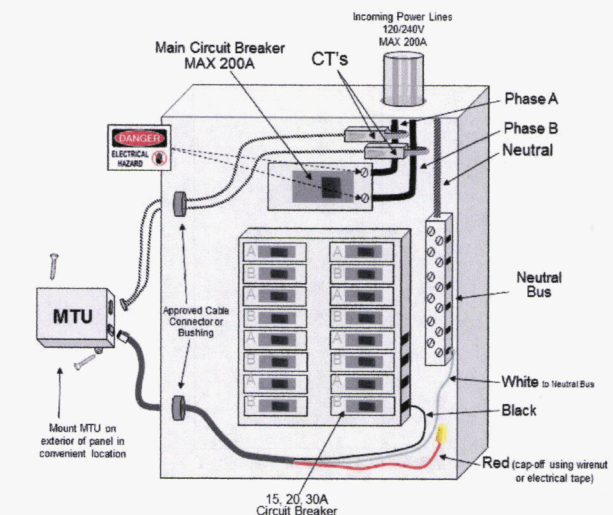 Incoming Power Lines
120/240V
MAX 200A
Main Circuit Breaker
MAX 200A
CT's
Phase A
Phase B
Neutral
DANGER
ELECTRICAL
HAZARD
A A
B B
A A
B B
A A
B B
A A
B B
Neutral
Bus
MTU
Approved Cable
Connector or
Bushing
Mount MTU on
exterior of panel in
convenient location
White to Neutral Bus
Black
Red (cap-off using wirenut
or electrical tape)
15, 20, 30A
Circuit Breaker